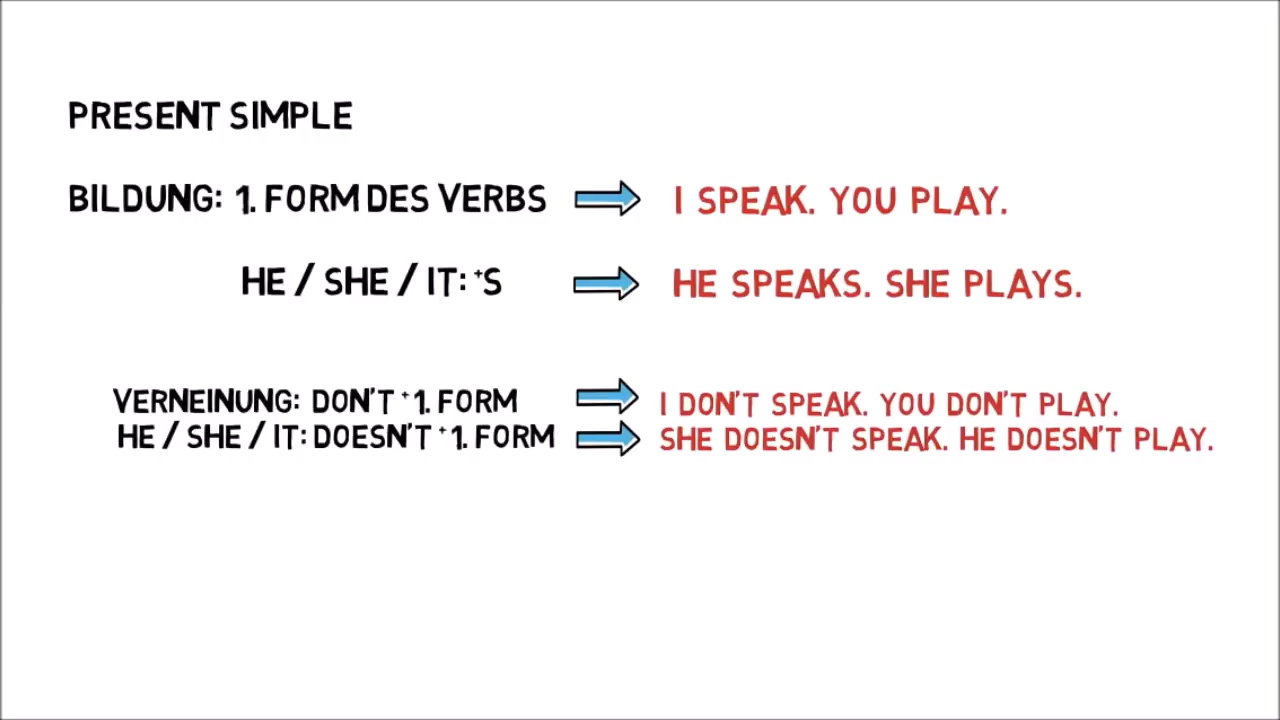 PRESENT SIMPLE
BILDUNG: 1. FORM DES VERBS I SPEAK. YOU PLAY.
HE / SHE / IT: +S HE SPEAKS. SHE PLAYS.
VERNEINUNG: DON'T +1. FORM I DON'T SPEAK. YOU DON'T PLAY.
HE / SHE / IT: DOESN'T +1. FORM SHE DOESN'T SPEAK. HE DOESN'T PLAY.